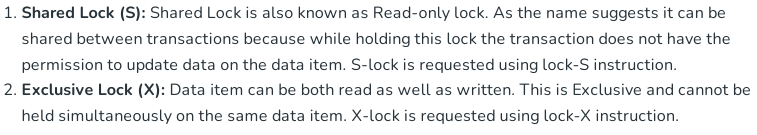 1. Shared Lock (S): Shared Lock is also known as Read-only lock. As the name suggests it can be
shared between transactions because while holding this lock the transaction does not have the
permission to update data on the data item. S-lock is requested using lock-S instruction.
2. Exclusive Lock (X): Data item can be both read as well as written. This is Exclusive and cannot be
held simultaneously on the same data item. X-lock is requested using lock-X instruction.